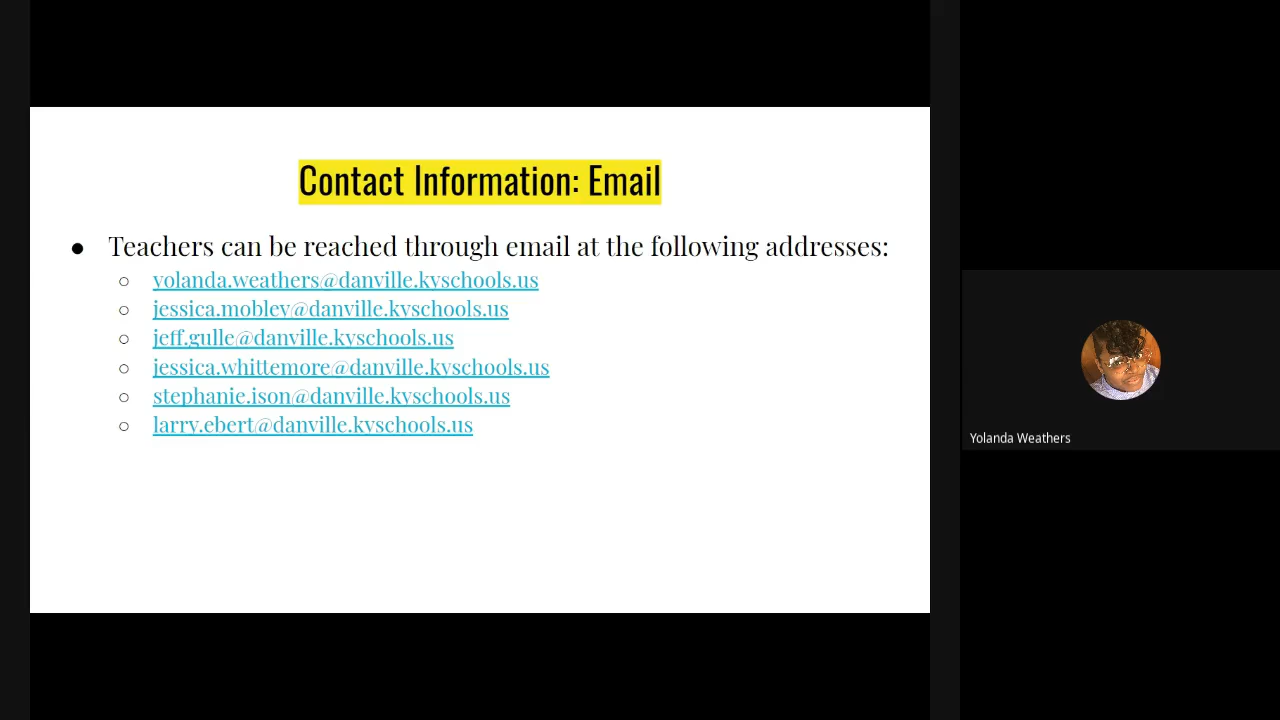 Contact Information: Email
● Teachers can be reached through email at the following addresses:
○ yolanda.weathers@danville.kyschools.us
○ jessica.mobley@danville.kyschools.us
○ jeff.gulle@danville.kyschools.us
○ jessica.whittemore@danville.kyschools.us
○ stephanie.ison@danville.kyschools.us
○ larry.ebert@danville.kyschools.us
Yolanda Weathers